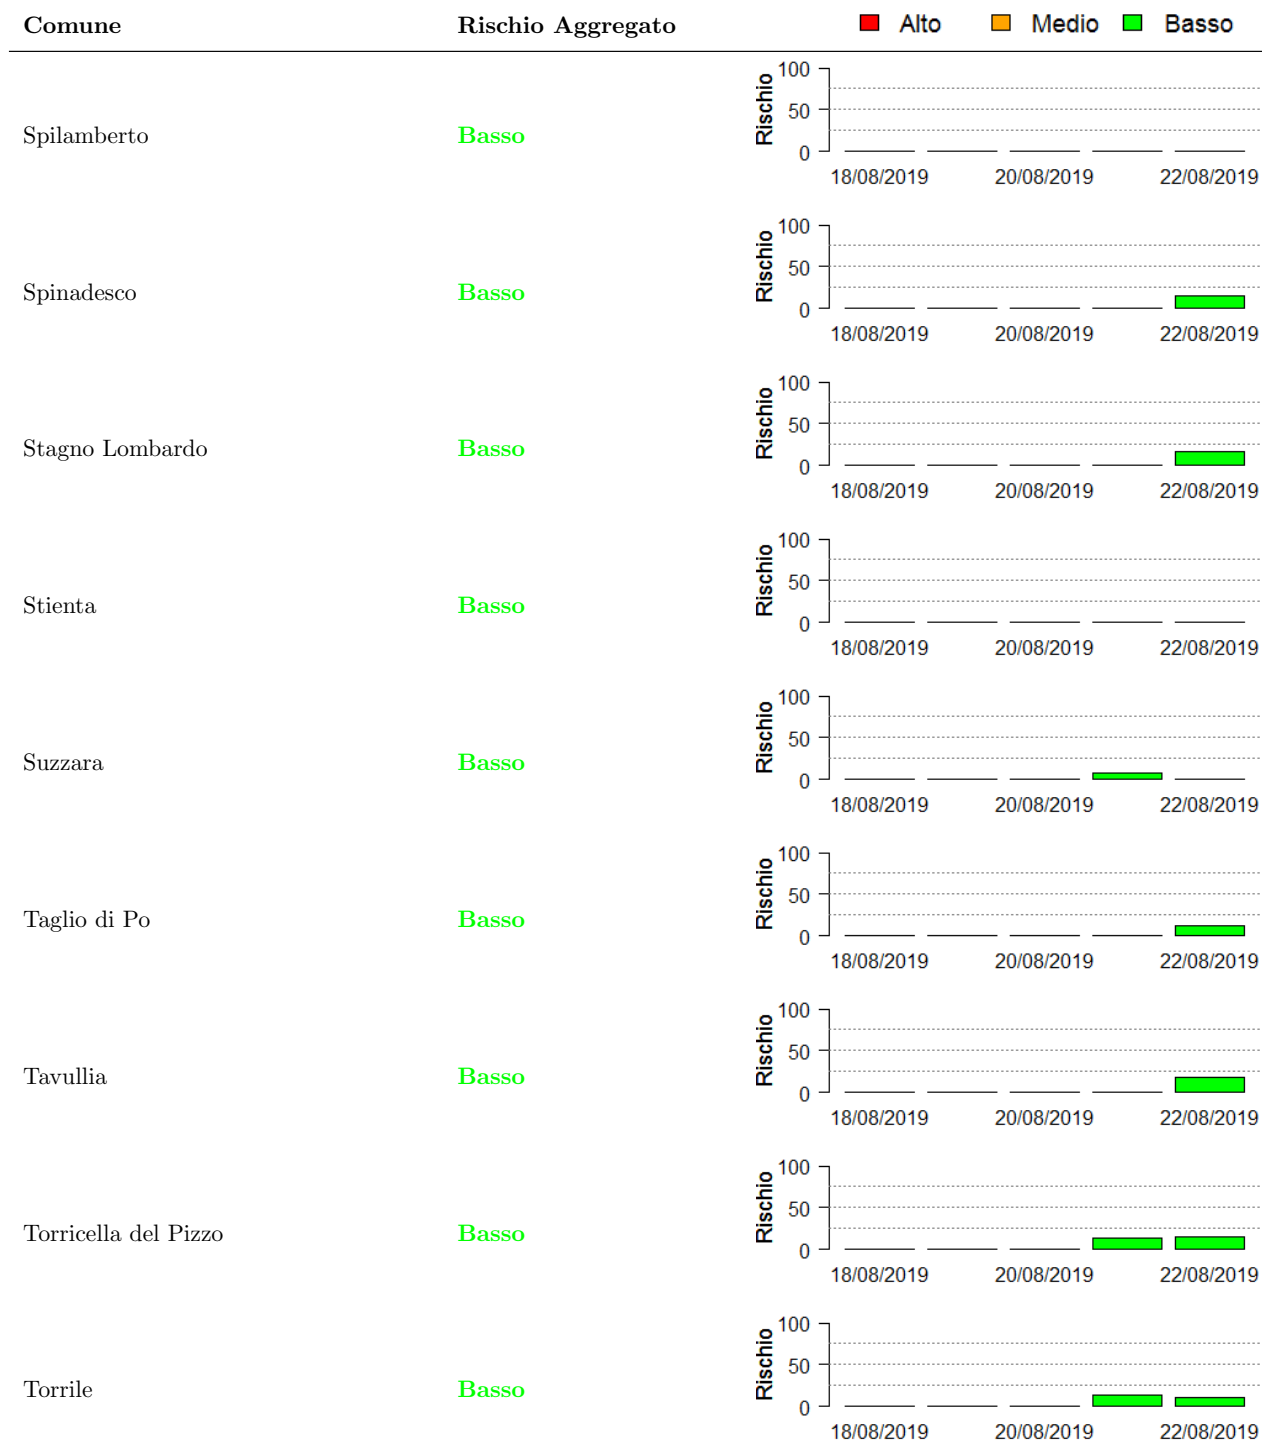 Comune Rischio Aggregato Alto Medio Basso
100
50
0
Rischio
Spilamberto Basso
18/08/2019 20/08/2019 22/08/2019
100
50
0
Rischio
Spinadesco Basso
18/08/2019 20/08/2019 22/08/2019
100
50
0
Rischio
Stagno Lombardo Basso
18/08/2019 20/08/2019 22/08/2019
100
50
0
Rischio
Stienta Basso
18/08/2019 20/08/2019 22/08/2019
100
50
0
Rischio
Suzzara Basso
18/08/2019 20/08/2019 22/08/2019
100
50
0
Rischio
Taglio di Po Basso
18/08/2019 20/08/2019 22/08/2019
100
50
0
Rischio
Tavullia Basso
18/08/2019 20/08/2019 22/08/2019
100
50
0
Rischio
Torricella del Pizzo Basso
18/08/2019 20/08/2019 22/08/2019
100
50
0
Rischio
Torrile Basso
18/08/2019 20/08/2019 22/08/2019